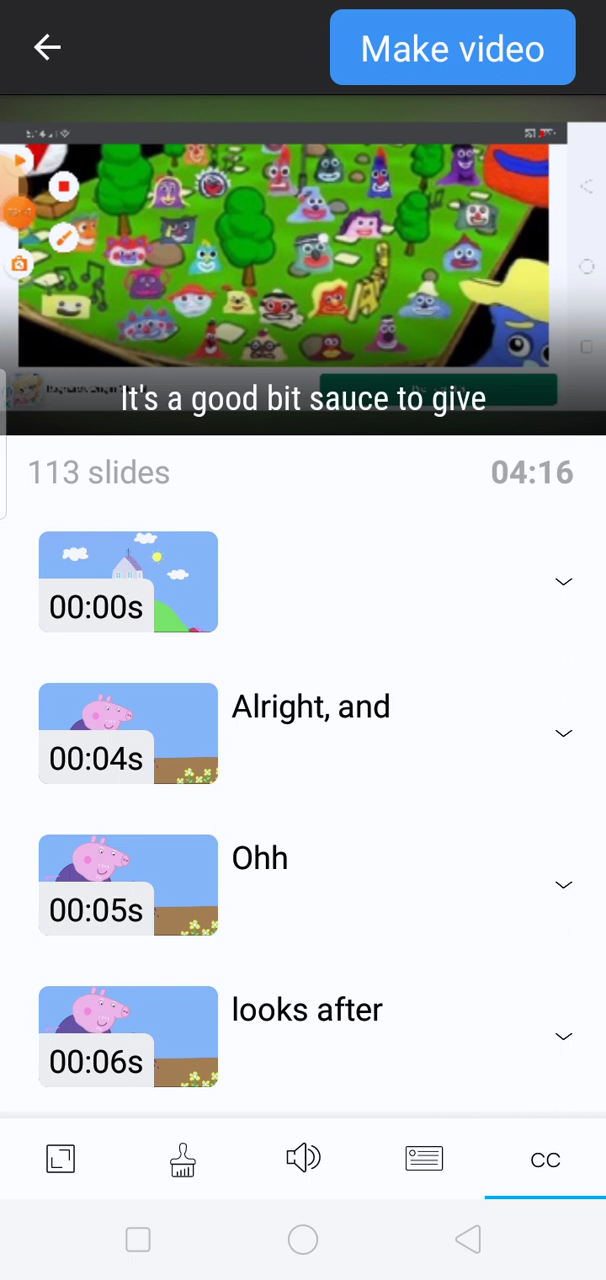 Make video
It's a good bit sauce to give
113 slides
04:16
00:00s
Alright, and
00:04s
Ohh
00:05s
looks after
00:06s
CC